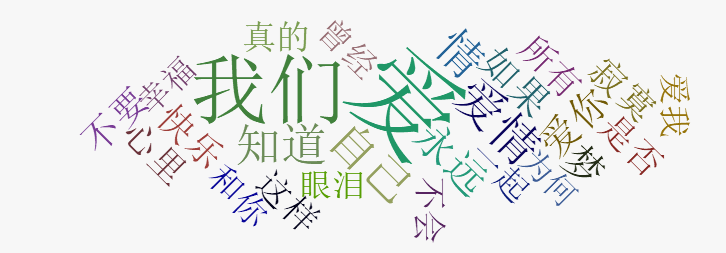 真的
曾经
情
如果
所有
寂寞
爱我
不要
幸福
我们
爱
爱情
爱你
是否
心里
快乐
知道
自己
永远
一起
为何
梦
和你
这样
眼泪
不会